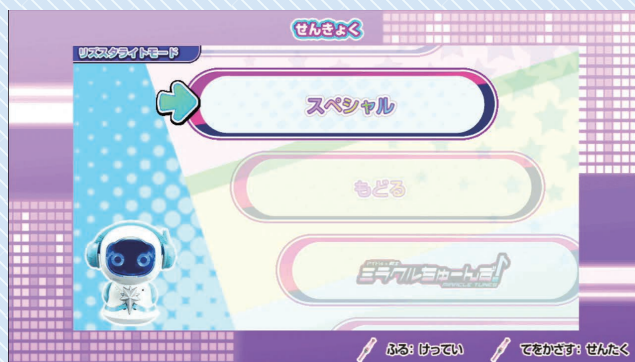 せんきょく
リズスタライトモード
スペシャル
もどる
ミラクルちゅーんず!
MIRACLE TUNES
ふる：けってい
てをかざす：せんたく